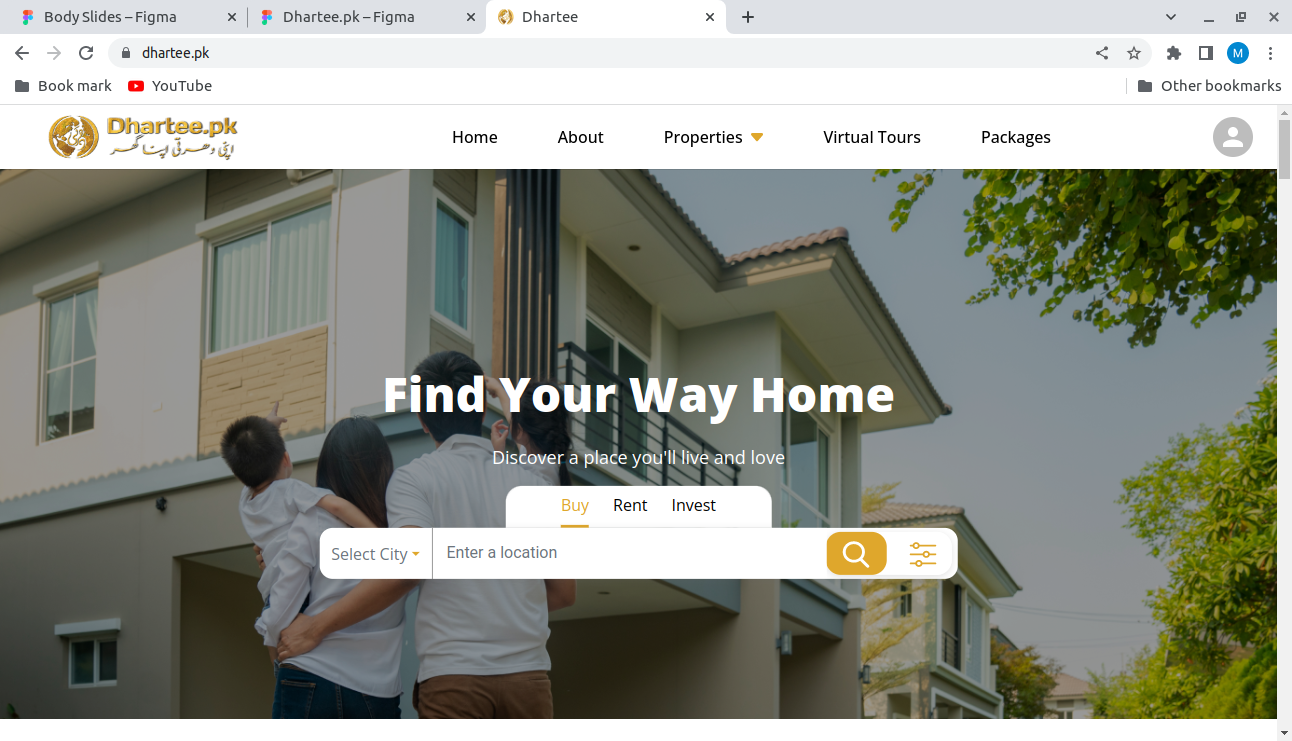 Body Slides – Figma
Dhartee.pk – Figma
Dhartee
dhartee.pk
M
Book mark
YouTube
Other bookmarks
Dhartee.pk
اپنی دھرتی اپنا گھر
Home
About
Properties
Virtual Tours
Packages
Find Your Way Home
Discover a place you'll live and love
Buy
Rent
Invest
Select City
Enter a location